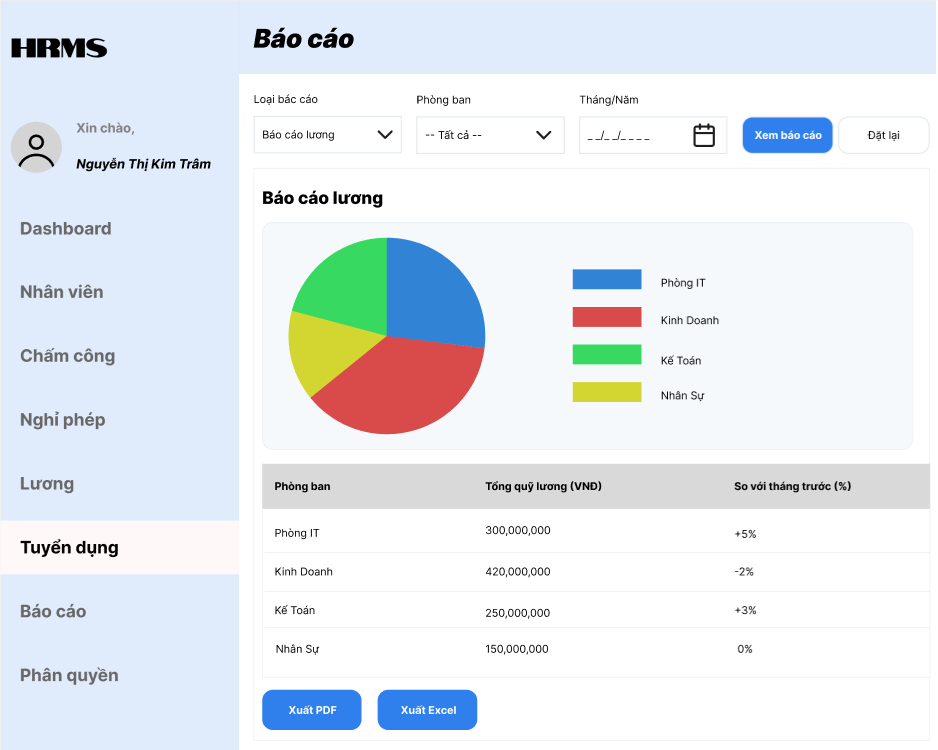 HRMS
Báo cáo
Xin chào,
Nguyễn Thị Kim Trâm
Dashboard
Nhân viên
Chấm công
Nghỉ phép
Lương
Tuyển dụng
Báo cáo
Phân quyền
Loại bác cáo
Phòng ban
Tháng/Năm
Báo cáo lương
-- Tất cả --
_ _/_ _/_ _ _ _
Xem báo cáo
Đặt lại
Báo cáo lương
Phòng IT
Kinh Doanh
Kế Toán
Nhân Sự
Phòng ban Tổng quỹ lương (VNĐ) So với tháng trước (%)
Phòng IT 300,000,000 +5%
Kinh Doanh 420,000,000 -2%
Kế Toán 250,000,000 +3%
Nhân Sự 150,000,000 0%
Xuất PDF
Xuất Excel